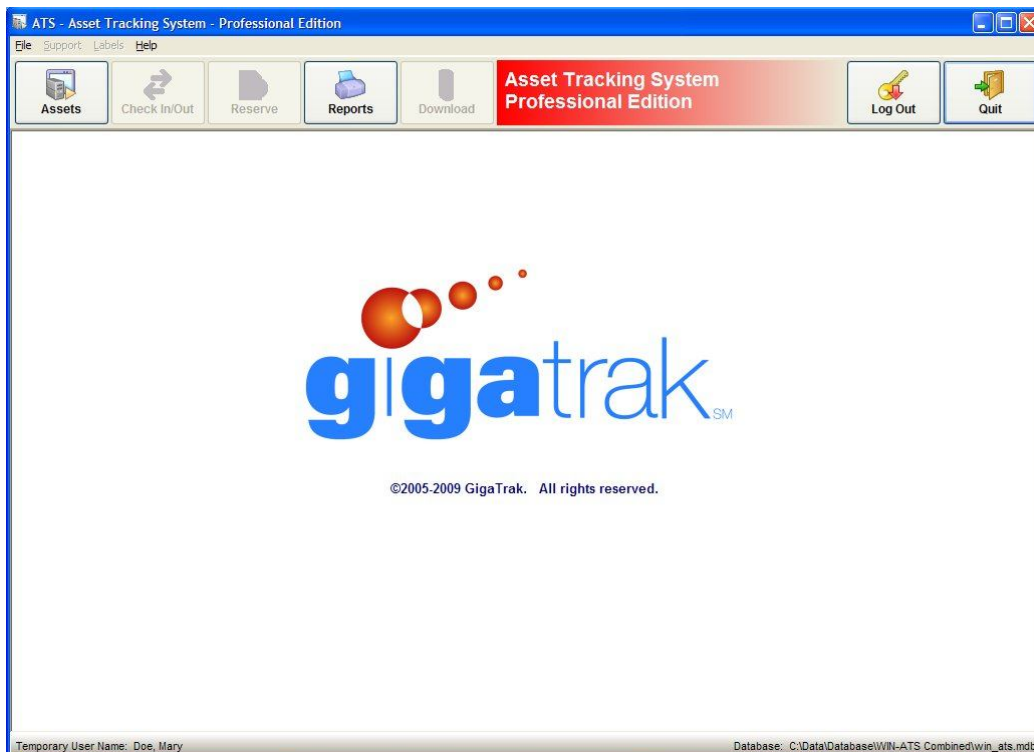 ATS - Asset Tracking System - Professional Edition
File Support Labels Help
Assets Check In/Out Reserve Reports Download Log Out Quit
Asset Tracking System
Professional Edition
gigatrak SM
©2005-2009 GigaTrak. All rights reserved.
Temporary User Name: Doe, Mary Database: C:\Data\Database\WIN-ATS Combined\win_ats.mdb